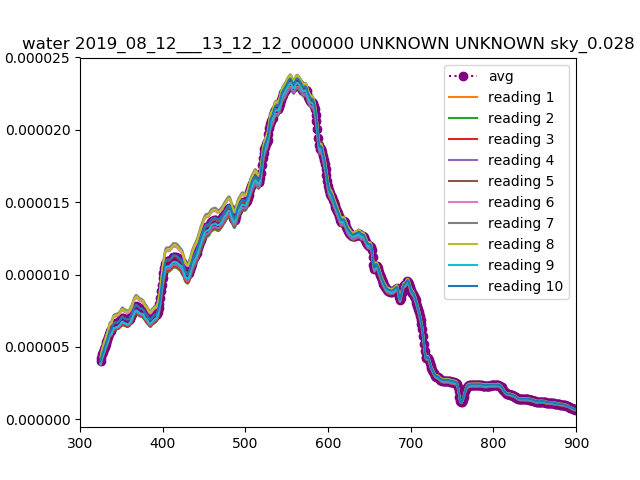 water 2019_08_12___13_12_12_000000 UNKNOWN UNKNOWN sky_0.028
0.000025
0.000020
0.000015
0.000010
0.000005
0.000000
300 400 500 600 700 800 900
avg
reading 1
reading 2
reading 3
reading 4
reading 5
reading 6
reading 7
reading 8
reading 9
reading 10